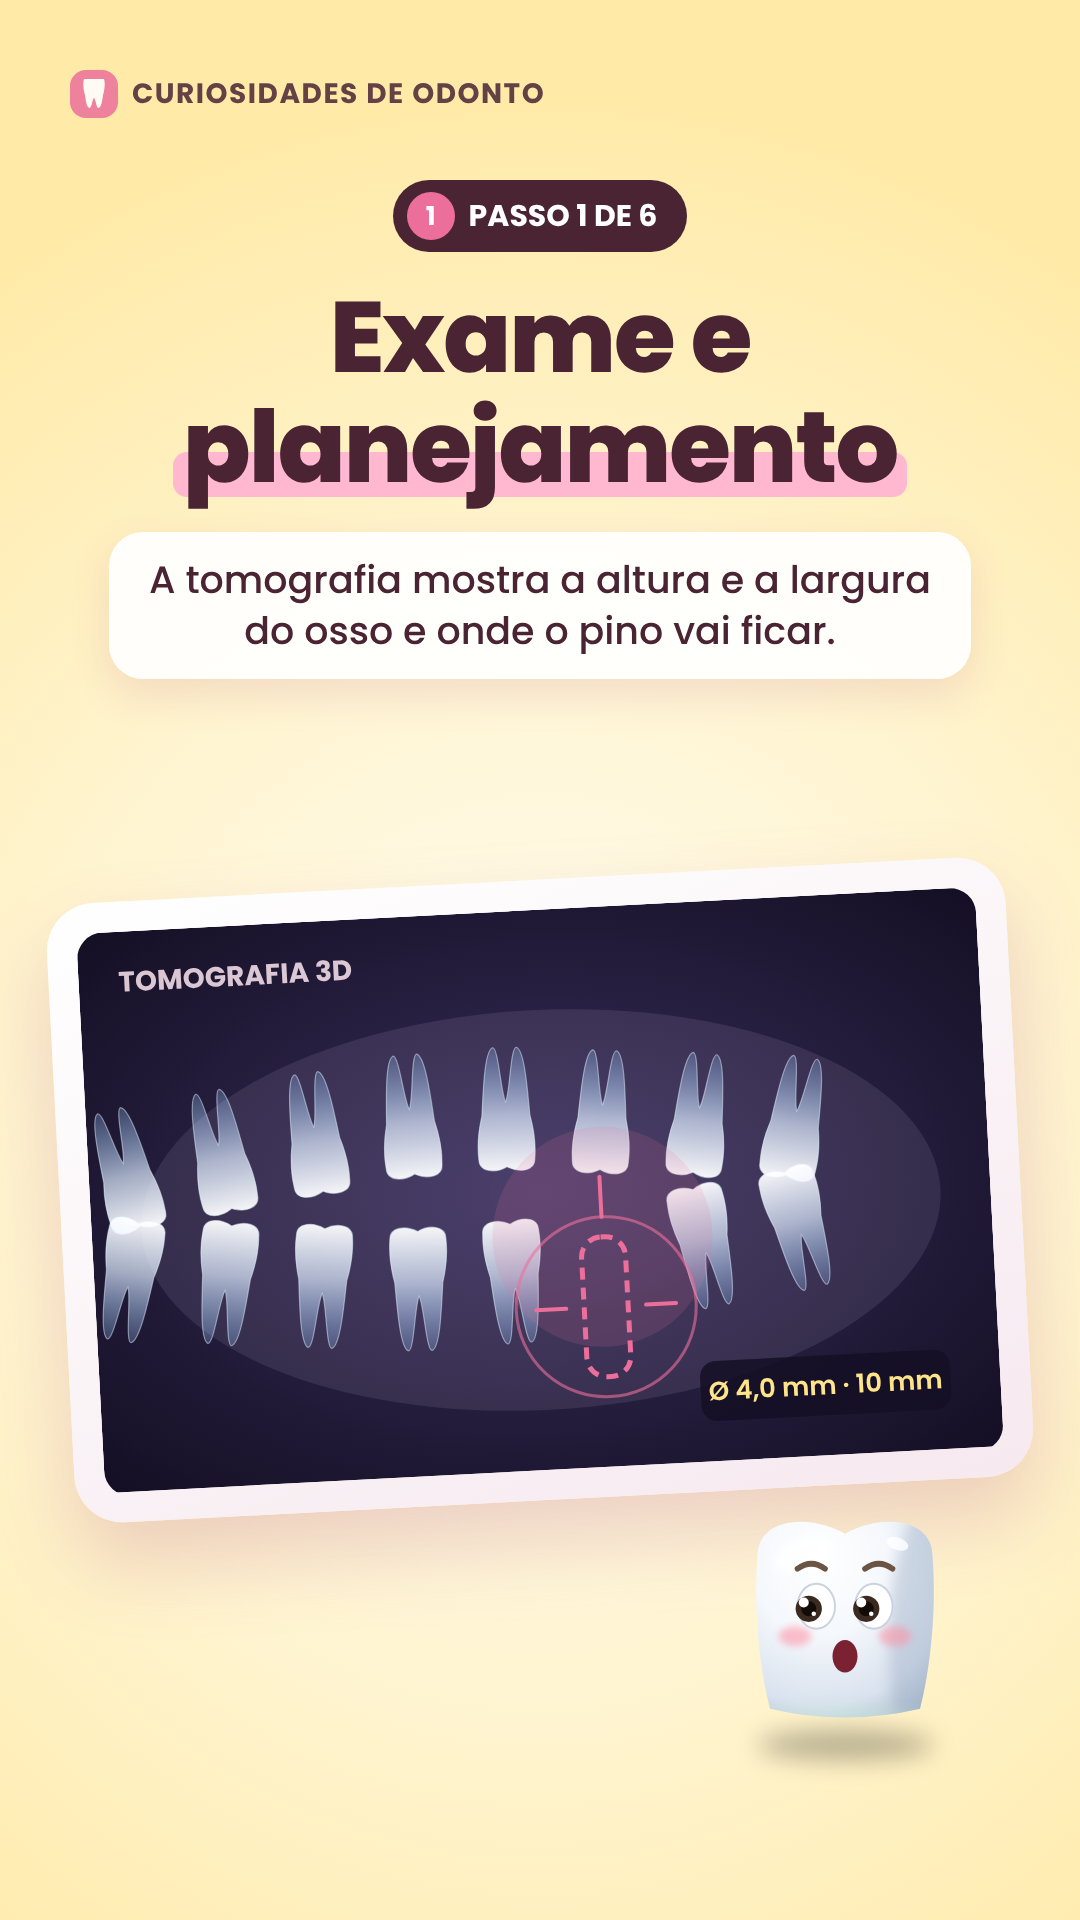 CURIOSIDADES DE ODONTO
1 PASSO 1 DE 6
Exame e
planejamento
A tomografia mostra a altura e a largura
do osso e onde o pino vai ficar.
TOMOGRAFIA 3D
Ø 4,0 mm · 10 mm